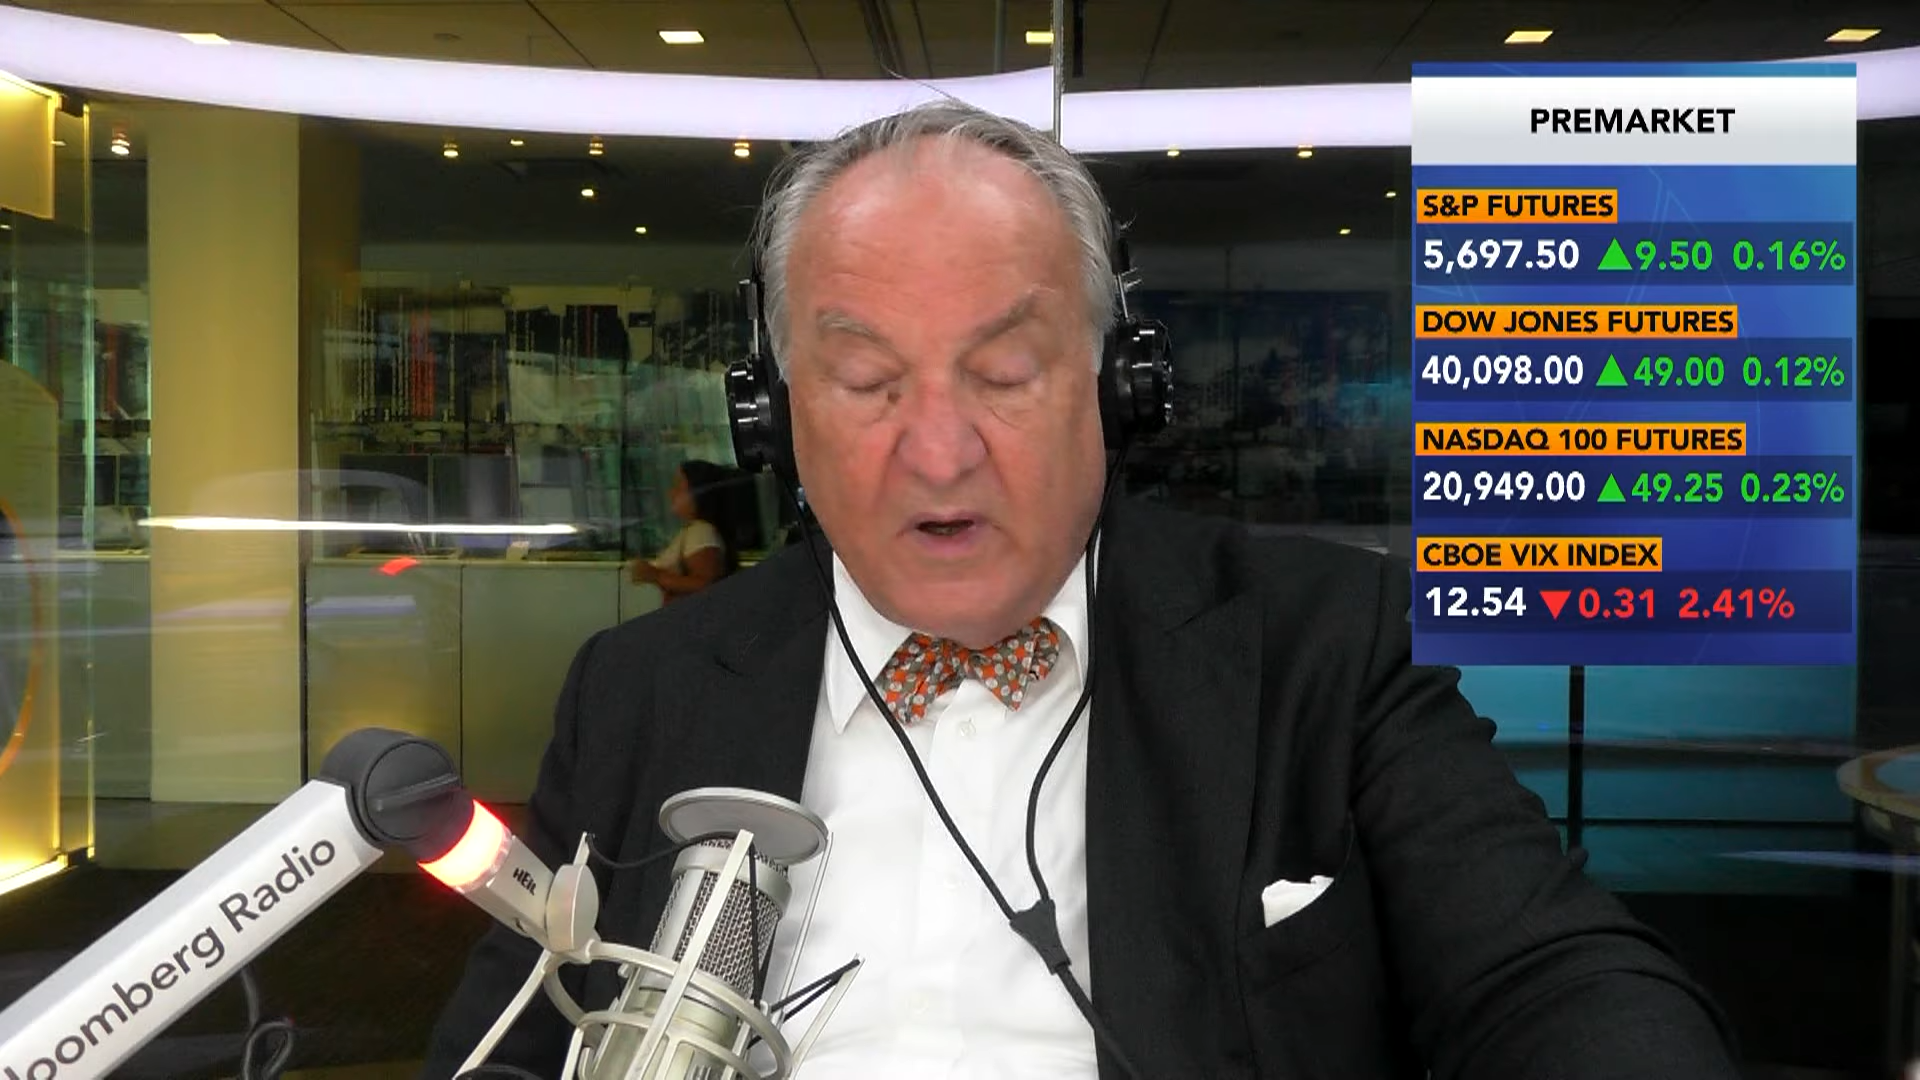 PREMARKET
S&P FUTURES
5,697.50 ▲9.50 0.16%
DOW JONES FUTURES
40,098.00 ▲49.00 0.12%
NASDAQ 100 FUTURES
20,949.00 ▲49.25 0.23%
CBOE VIX INDEX
12.54 ▼0.31 2.41%
HEIL
loomberg Radio